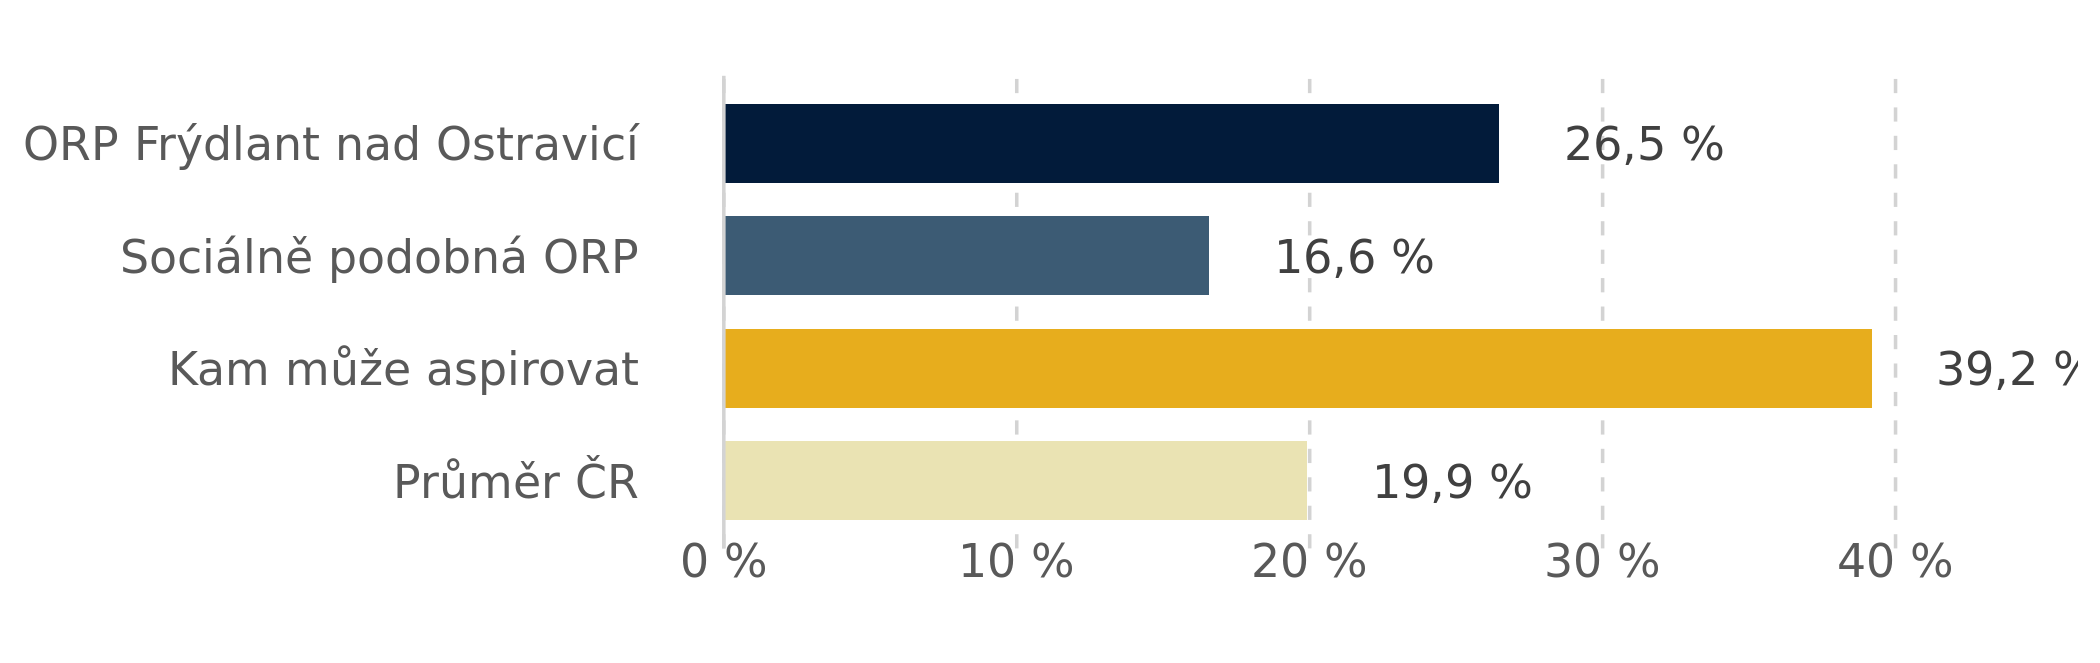 ORP Frýdlant nad Ostravicí 26,5 %
Sociálně podobná ORP 16,6 %
Kam může aspirovat 39,2 %
Průměr ČR 19,9 %
0 % 10 % 20 % 30 % 40 %